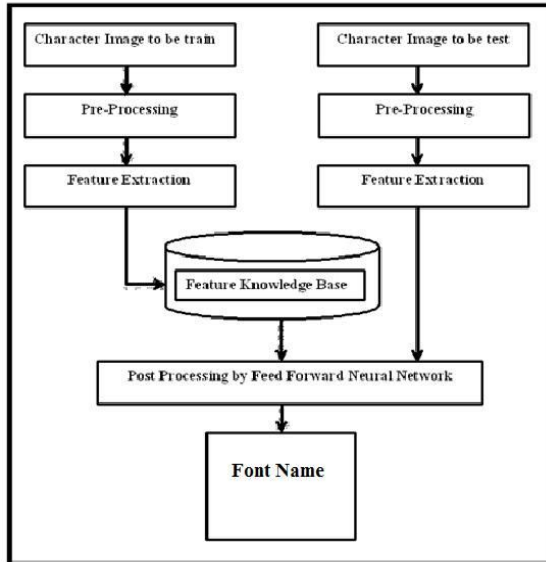 Character Image to be train
Character Image to be test
Pre-Processing
Pre-Processing
Feature Extraction
Feature Extraction
Feature Knowledge Base
Post Processing by Feed Forward Neural Network
Font Name